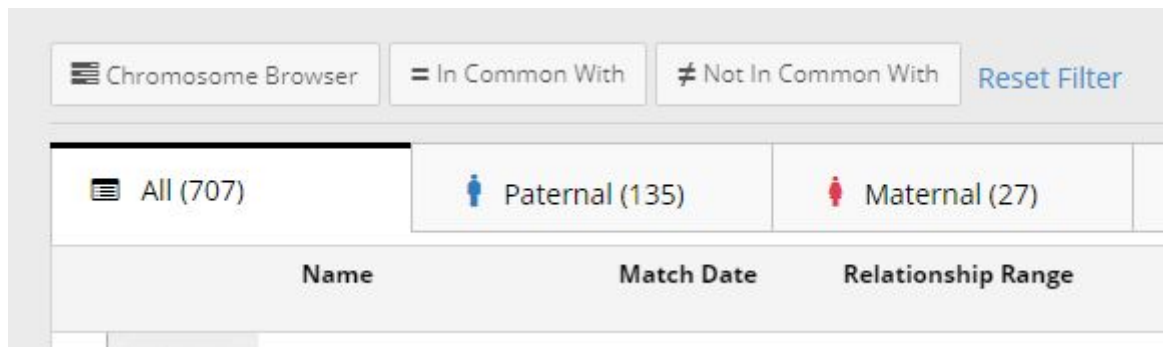 Chromosome Browser = In Common With ≠ Not In Common With Reset Filter
All (707) Paternal (135) Maternal (27)
Name Match Date Relationship Range